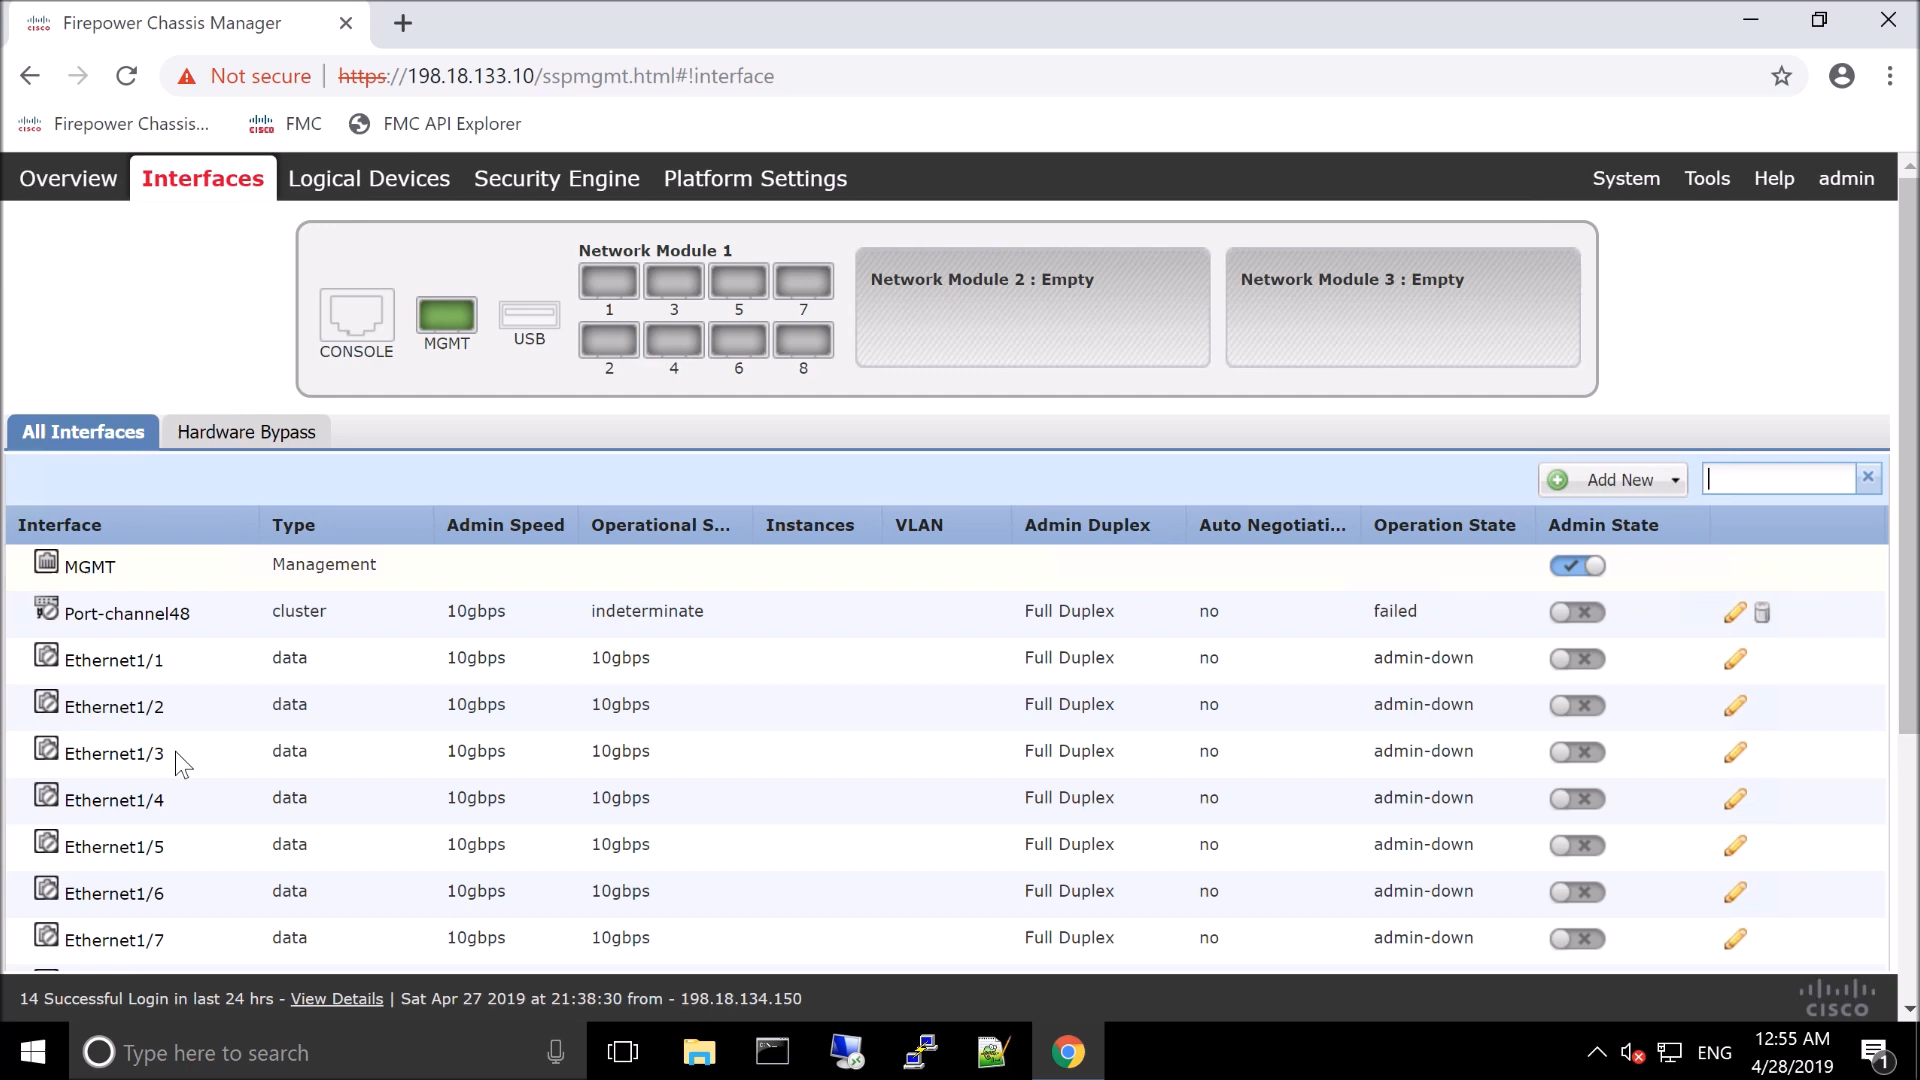 Firepower Chassis Manager
Not secure | https://198.18.133.10/sspmgmt.html#!interface
Firepower Chassis... FMC FMC API Explorer
Overview Interfaces Logical Devices Security Engine Platform Settings System Tools Help admin
CONSOLE MGMT USB
Network Module 1
1 3 5 7
2 4 6 8
Network Module 2 : Empty
Network Module 3 : Empty
All Interfaces Hardware Bypass
Add New
Interface Type Admin Speed Operational S... Instances VLAN Admin Duplex Auto Negotiati... Operation State Admin State
MGMT Management
Port-channel48 cluster 10gbps indeterminate Full Duplex no failed
Ethernet1/1 data 10gbps 10gbps Full Duplex no admin-down
Ethernet1/2 data 10gbps 10gbps Full Duplex no admin-down
Ethernet1/3 data 10gbps 10gbps Full Duplex no admin-down
Ethernet1/4 data 10gbps 10gbps Full Duplex no admin-down
Ethernet1/5 data 10gbps 10gbps Full Duplex no admin-down
Ethernet1/6 data 10gbps 10gbps Full Duplex no admin-down
Ethernet1/7 data 10gbps 10gbps Full Duplex no admin-down
14 Successful Login in last 24 hrs - View Details | Sat Apr 27 2019 at 21:38:30 from - 198.18.134.150
CISCO
Type here to search
ENG
12:55 AM
4/28/2019
1